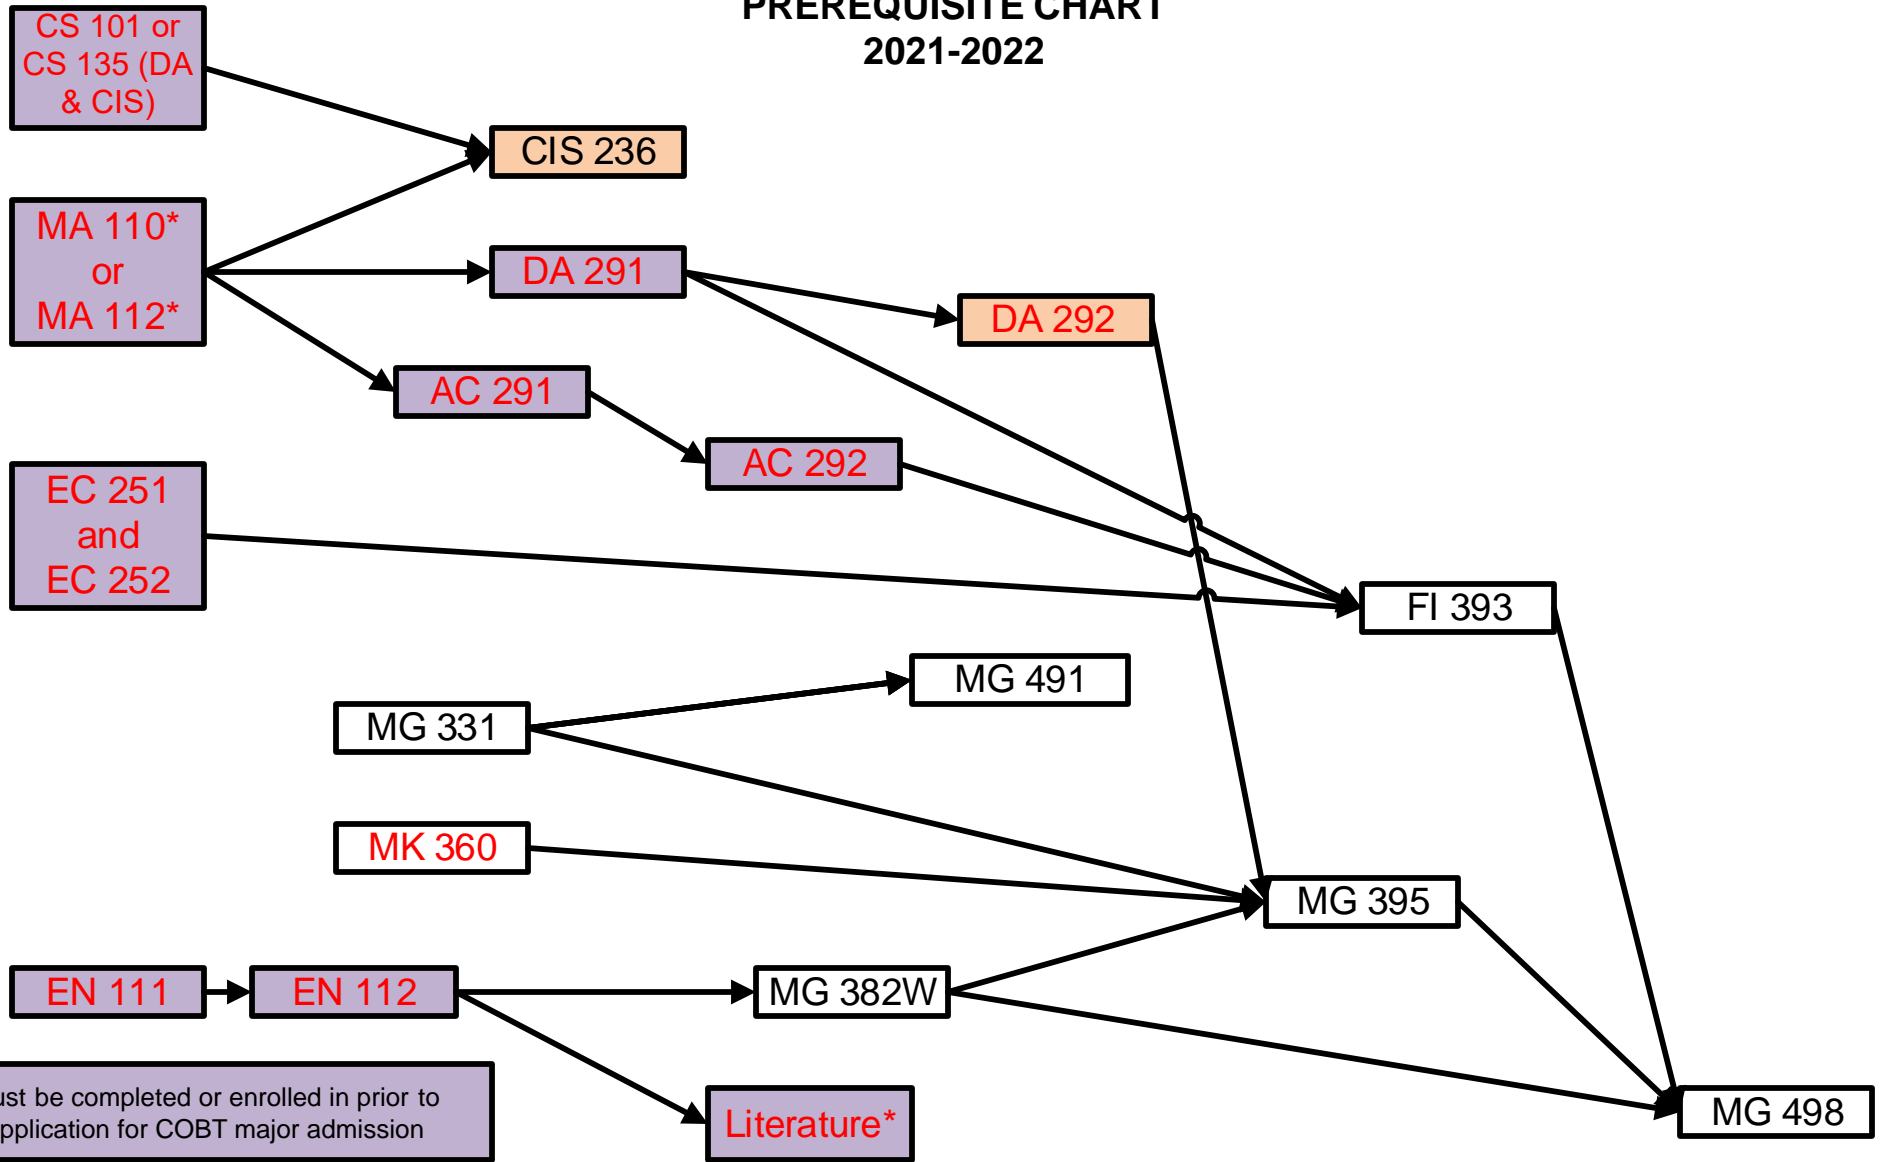 PREREQUISITE CHART
2021-2022
CS 101 or
CS 135 (DA
& CIS)
CIS 236
MA 110*
or
MA 112*
DA 291
DA 292
AC 291
AC 292
EC 251
and
EC 252
FI 393
MG 491
MG 331
MK 360
MG 395
EN 111
EN 112
MG 382W
be completed or enrolled in prior to
for COBT major admission
Literature*
MG 498